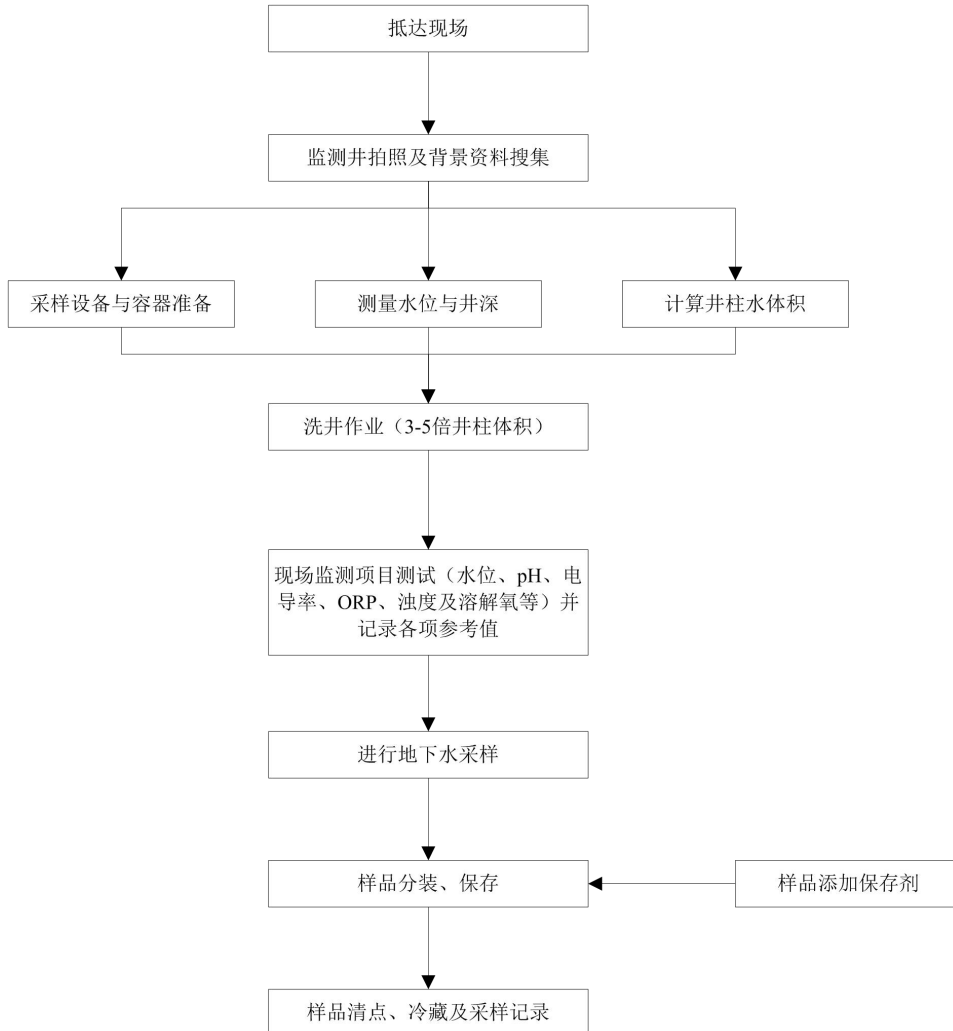 抵达现场
监测井拍照及背景资料搜集
采样设备与容器准备
测量水位与井深
计算井柱水体积
洗井作业（3-5倍井柱体积）
现场监测项目测试（水位、pH、电
导率、ORP、浊度及溶解氧等）并
记录各项参考值
进行地下水采样
样品分装、保存
样品添加保存剂
样品清点、冷藏及采样记录